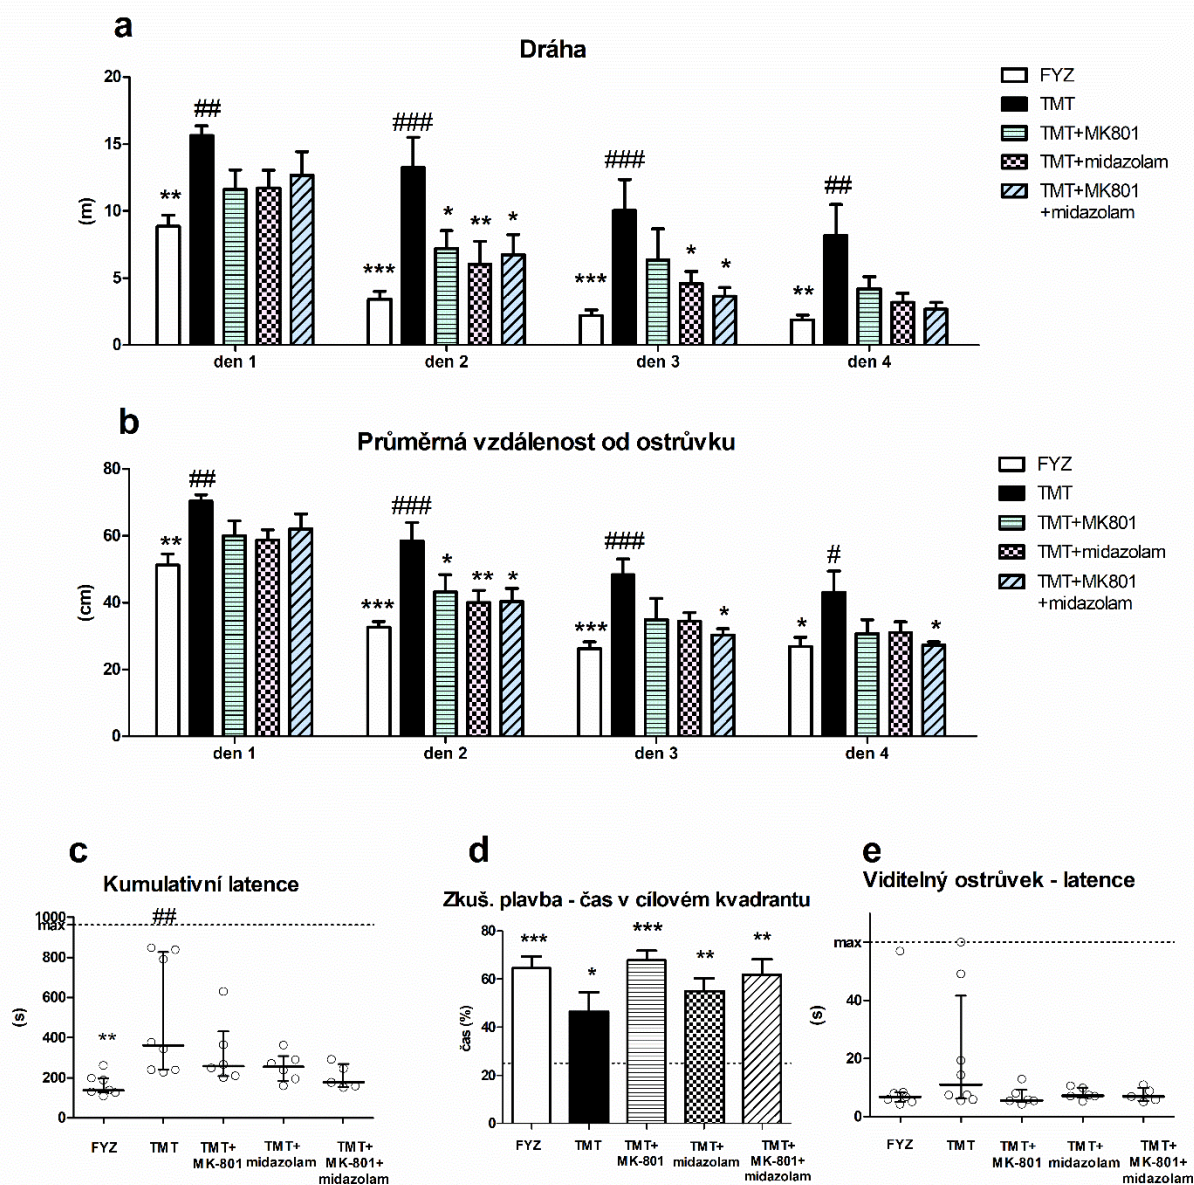 a
Dráha
20
15
10
5
0
(m)
##
**
###
***
*
**
*
###
***
*
*
##
**
den 1
den 2
den 3
den 4
FYZ
TMT
TMT+MK801
TMT+midazolam
TMT+MK801
+midazolam
b
Průměrná vzdálenost od ostrůvku
80
60
40
20
0
(cm)
##
**
###
***
*
**
*
###
***
*
#
*
*
den 1
den 2
den 3
den 4
FYZ
TMT
TMT+MK801
TMT+midazolam
TMT+MK801
+midazolam
c
Kumulativní latence
1000
max
800
600
400
200
0
(s)
##
**
FYZ
TMT
TMT+
MK-801
TMT+
midazolam
TMT+
MK-801+
midazolam
d
Zkuš. plavba - čas v cílovém kvadrantu
80
60
40
20
0
čas (%)
***
*
***
**
**
FYZ
TMT
TMT+
MK-801
TMT+
midazolam
TMT+
MK-801+
midazolam
e
Viditelný ostrůvek - latence
max
40
20
0
(s)
FYZ
TMT
TMT+
MK-801
TMT+
midazolam
TMT+
MK-801+
midazolam